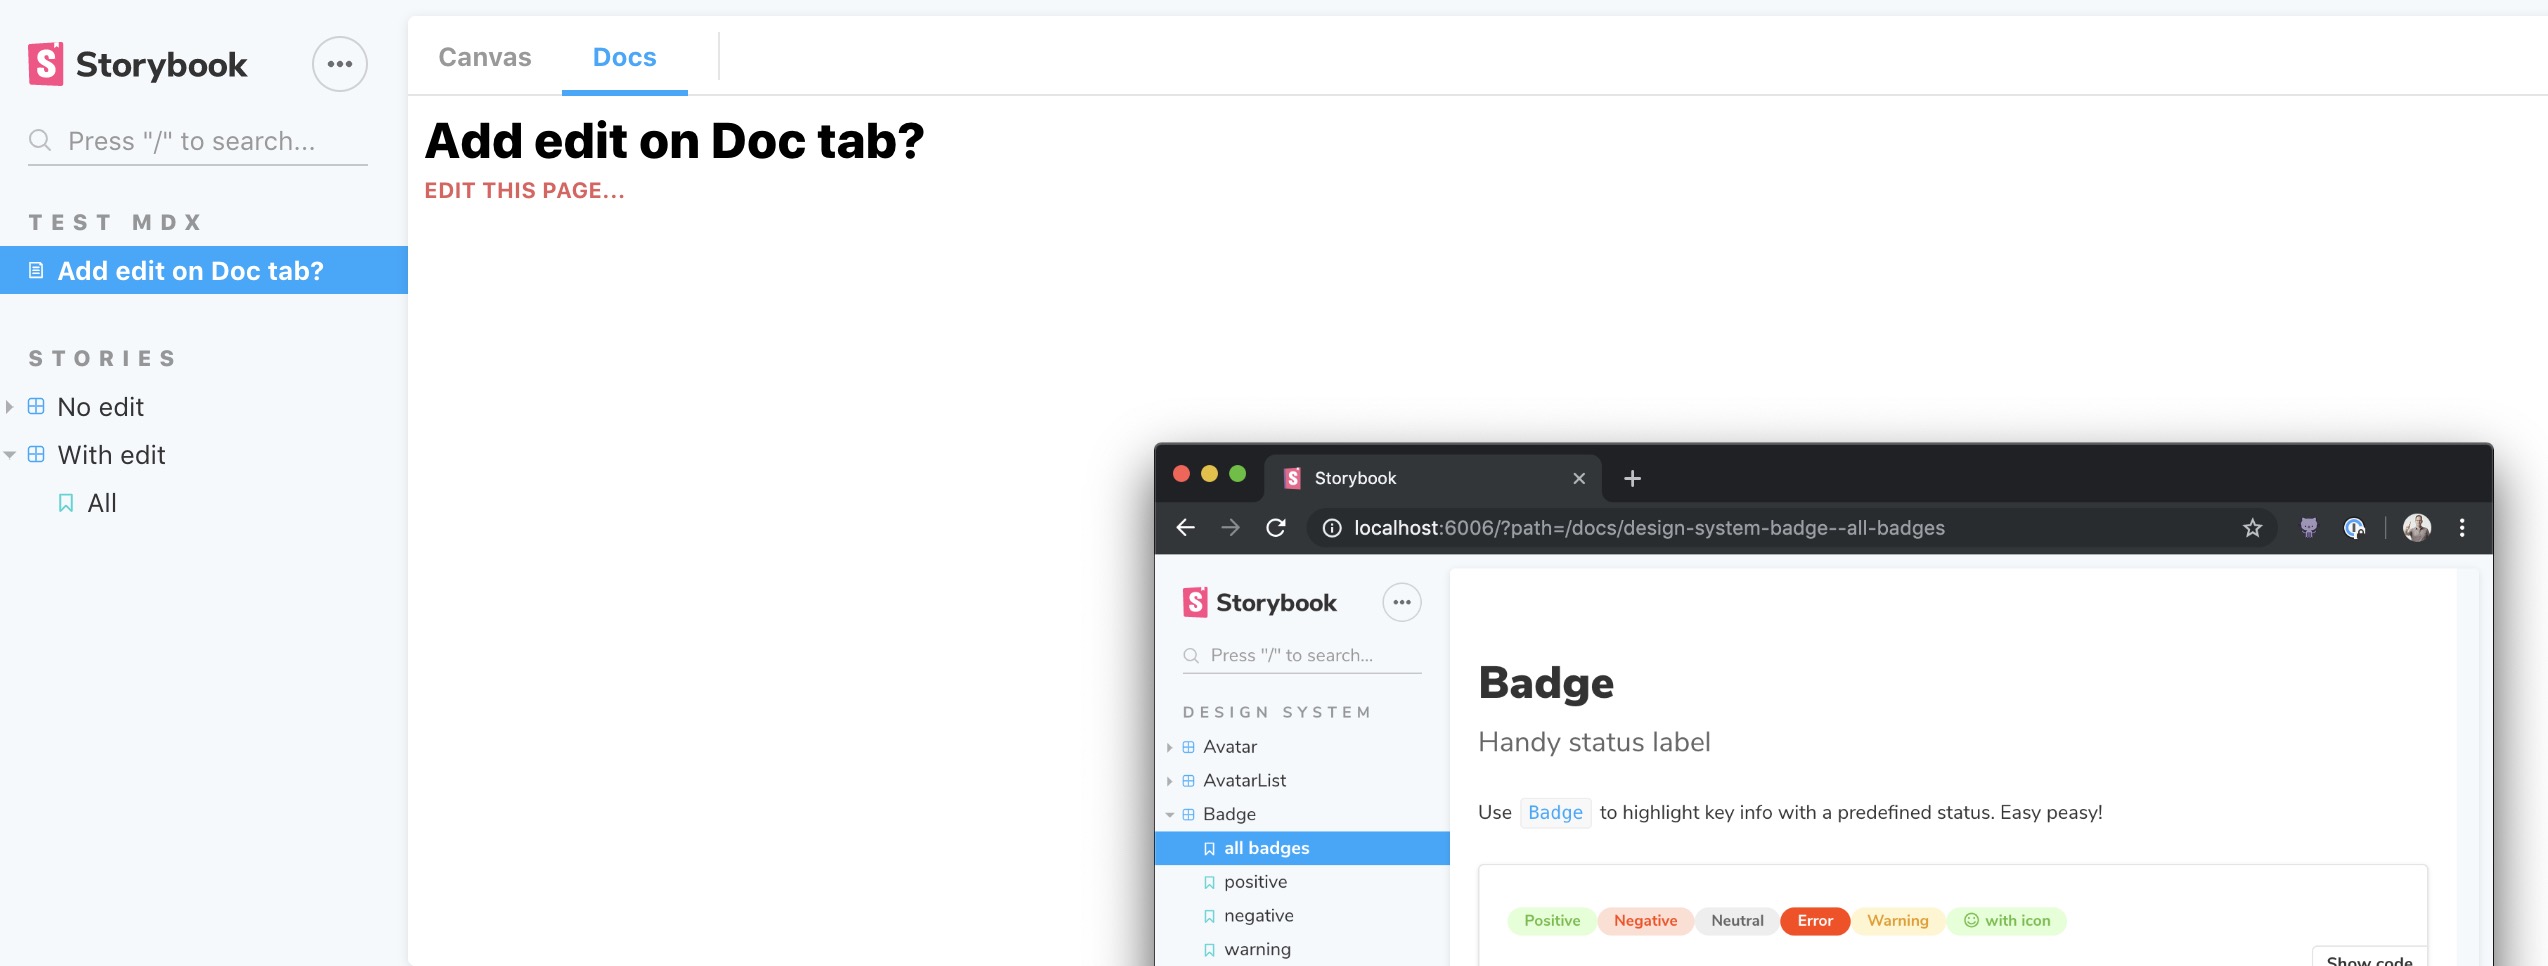 Storybook
Press "/" to search...
TEST MDX
Add edit on Doc tab?
STORIES
No edit
With edit
All
Canvas Docs
Add edit on Doc tab?
EDIT THIS PAGE...
Storybook
localhost:6006/?path=/docs/design-system-badge--all-badges
Storybook
Press "/" to search...
DESIGN SYSTEM
Avatar
AvatarList
Badge
all badges
positive
negative
warning
Badge
Handy status label
Use Badge to highlight key info with a predefined status. Easy peasy!
Positive Negative Neutral Error Warning with icon
Show code